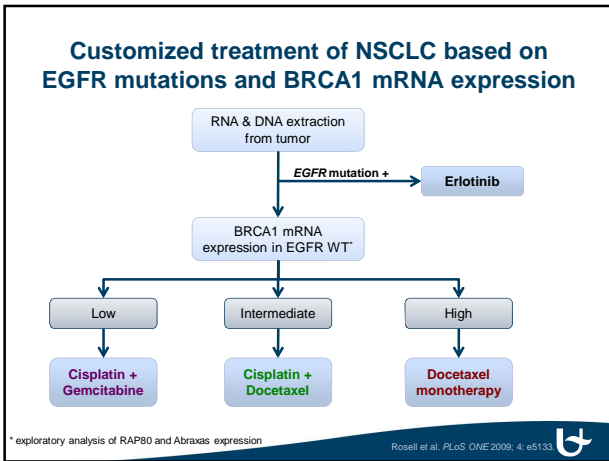 Customized treatment of NSCLC based on
EGFR mutations and BRCA1 mRNA expression
RNA & DNA extraction
from tumor
EGFR mutation +
Erlotinib
BRCA1 mRNA
expression in EGFR WT*
Low
Intermediate
High
Cisplatin +
Gemcitabine
Cisplatin +
Docetaxel
Docetaxel
monotherapy
* exploratory analysis of RAP80 and Abraxas expression
Rosell et al. PLoS ONE 2009; 4: e5133.